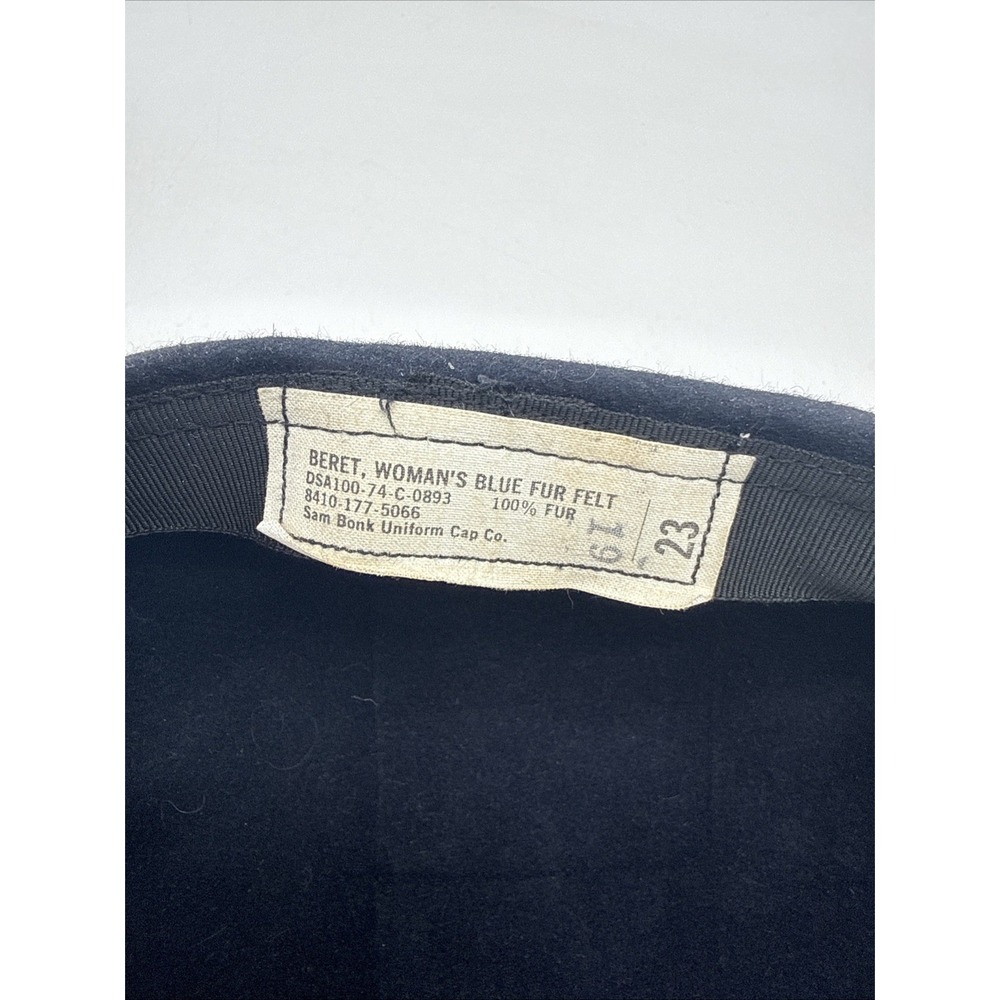 BERET, WOMAN'S BLUE FUR FELT
DSA100-74-C-0893 100% FUR
8410-177-5066
Sam Bonk Uniform Cap Co.
23